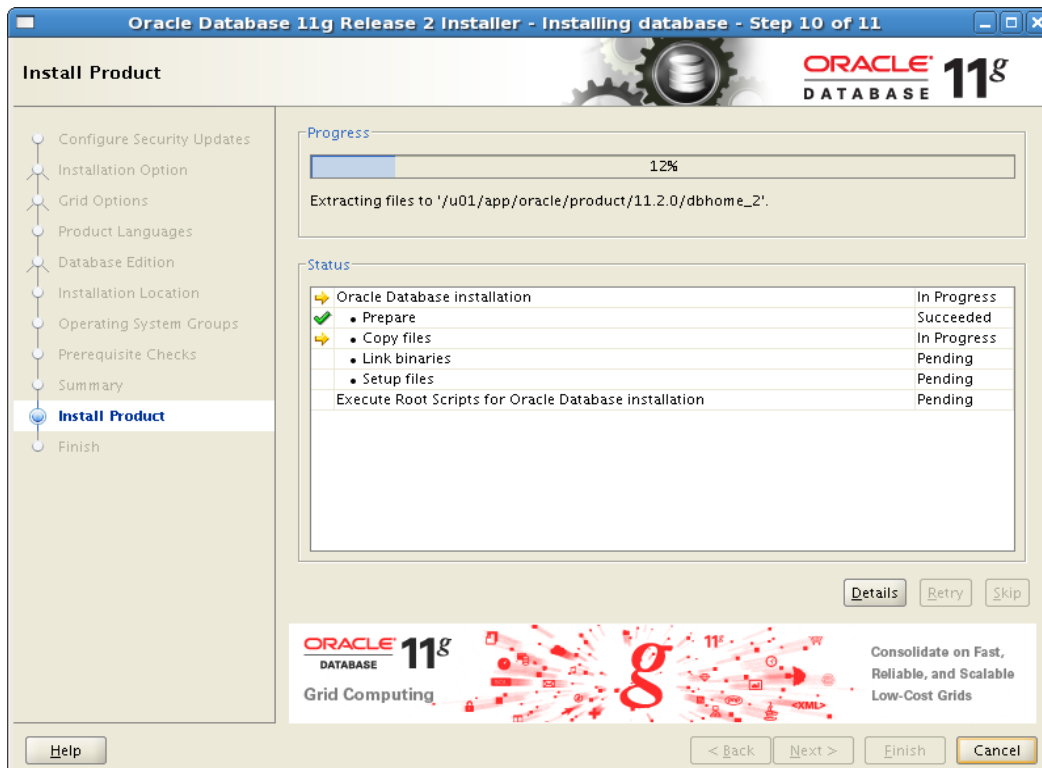 Oracle Database 11g Release 2 Installer - Installing database - Step 10 of 11
Install Product
ORACLE 11g
DATABASE
Configure Security Updates
Installation Option
Grid Options
Product Languages
Database Edition
Installation Location
Operating System Groups
Prerequisite Checks
Summary
Install Product
Finish
Progress
12%
Extracting files to '/u01/app/oracle/product/11.2.0/dbhome_2'.
Status
Oracle Database installation In Progress
• Prepare Succeeded
• Copy files In Progress
• Link binaries Pending
• Setup files Pending
Execute Root Scripts for Oracle Database installation Pending
Details Retry Skip
ORACLE 11g
DATABASE
Grid Computing
g
11g
<XML>
Consolidate on Fast,
Reliable, and Scalable
Low-Cost Grids
Help < Back Next > Finish Cancel